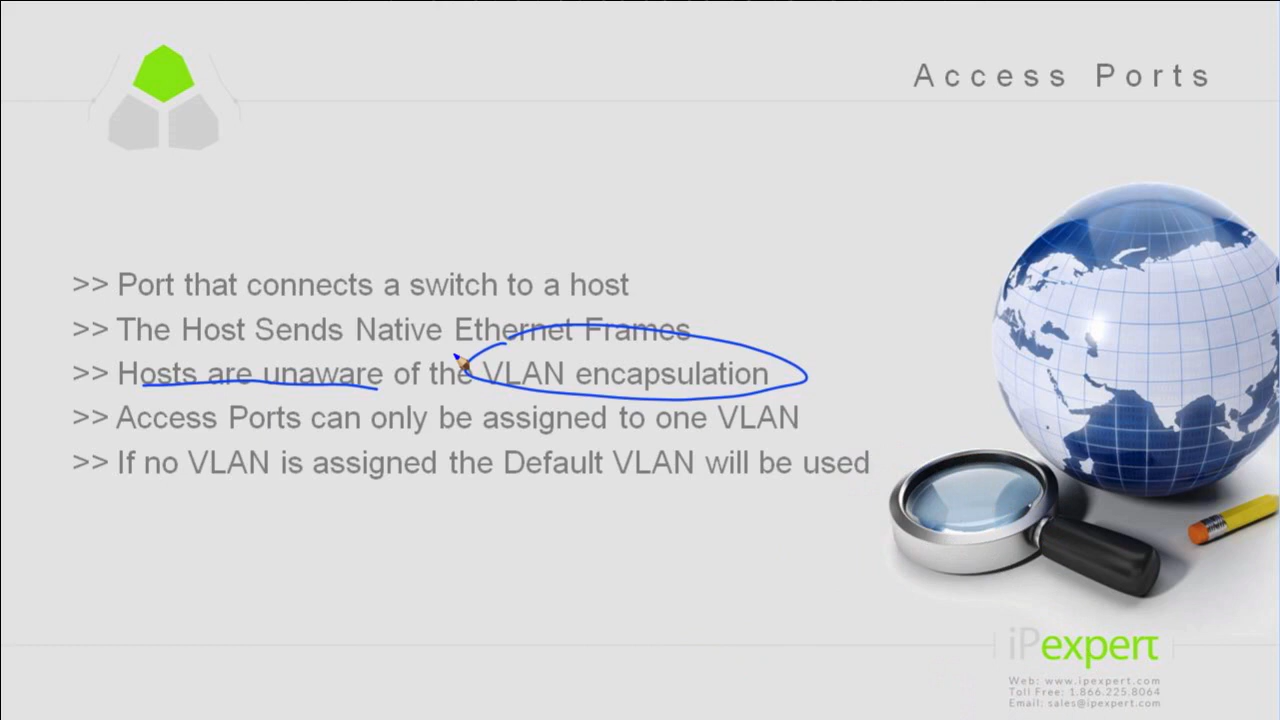 Access Ports
>> Port that connects a switch to a host
>> The Host Sends Native Ethernet Frames
>> Hosts are unaware of the VLAN encapsulation
>> Access Ports can only be assigned to one VLAN
>> If no VLAN is assigned the Default VLAN will be used
iPexpert
Web: www.ipexpert.com
Toll Free: 1.866.225.8064
Email: sales@ipexpert.com